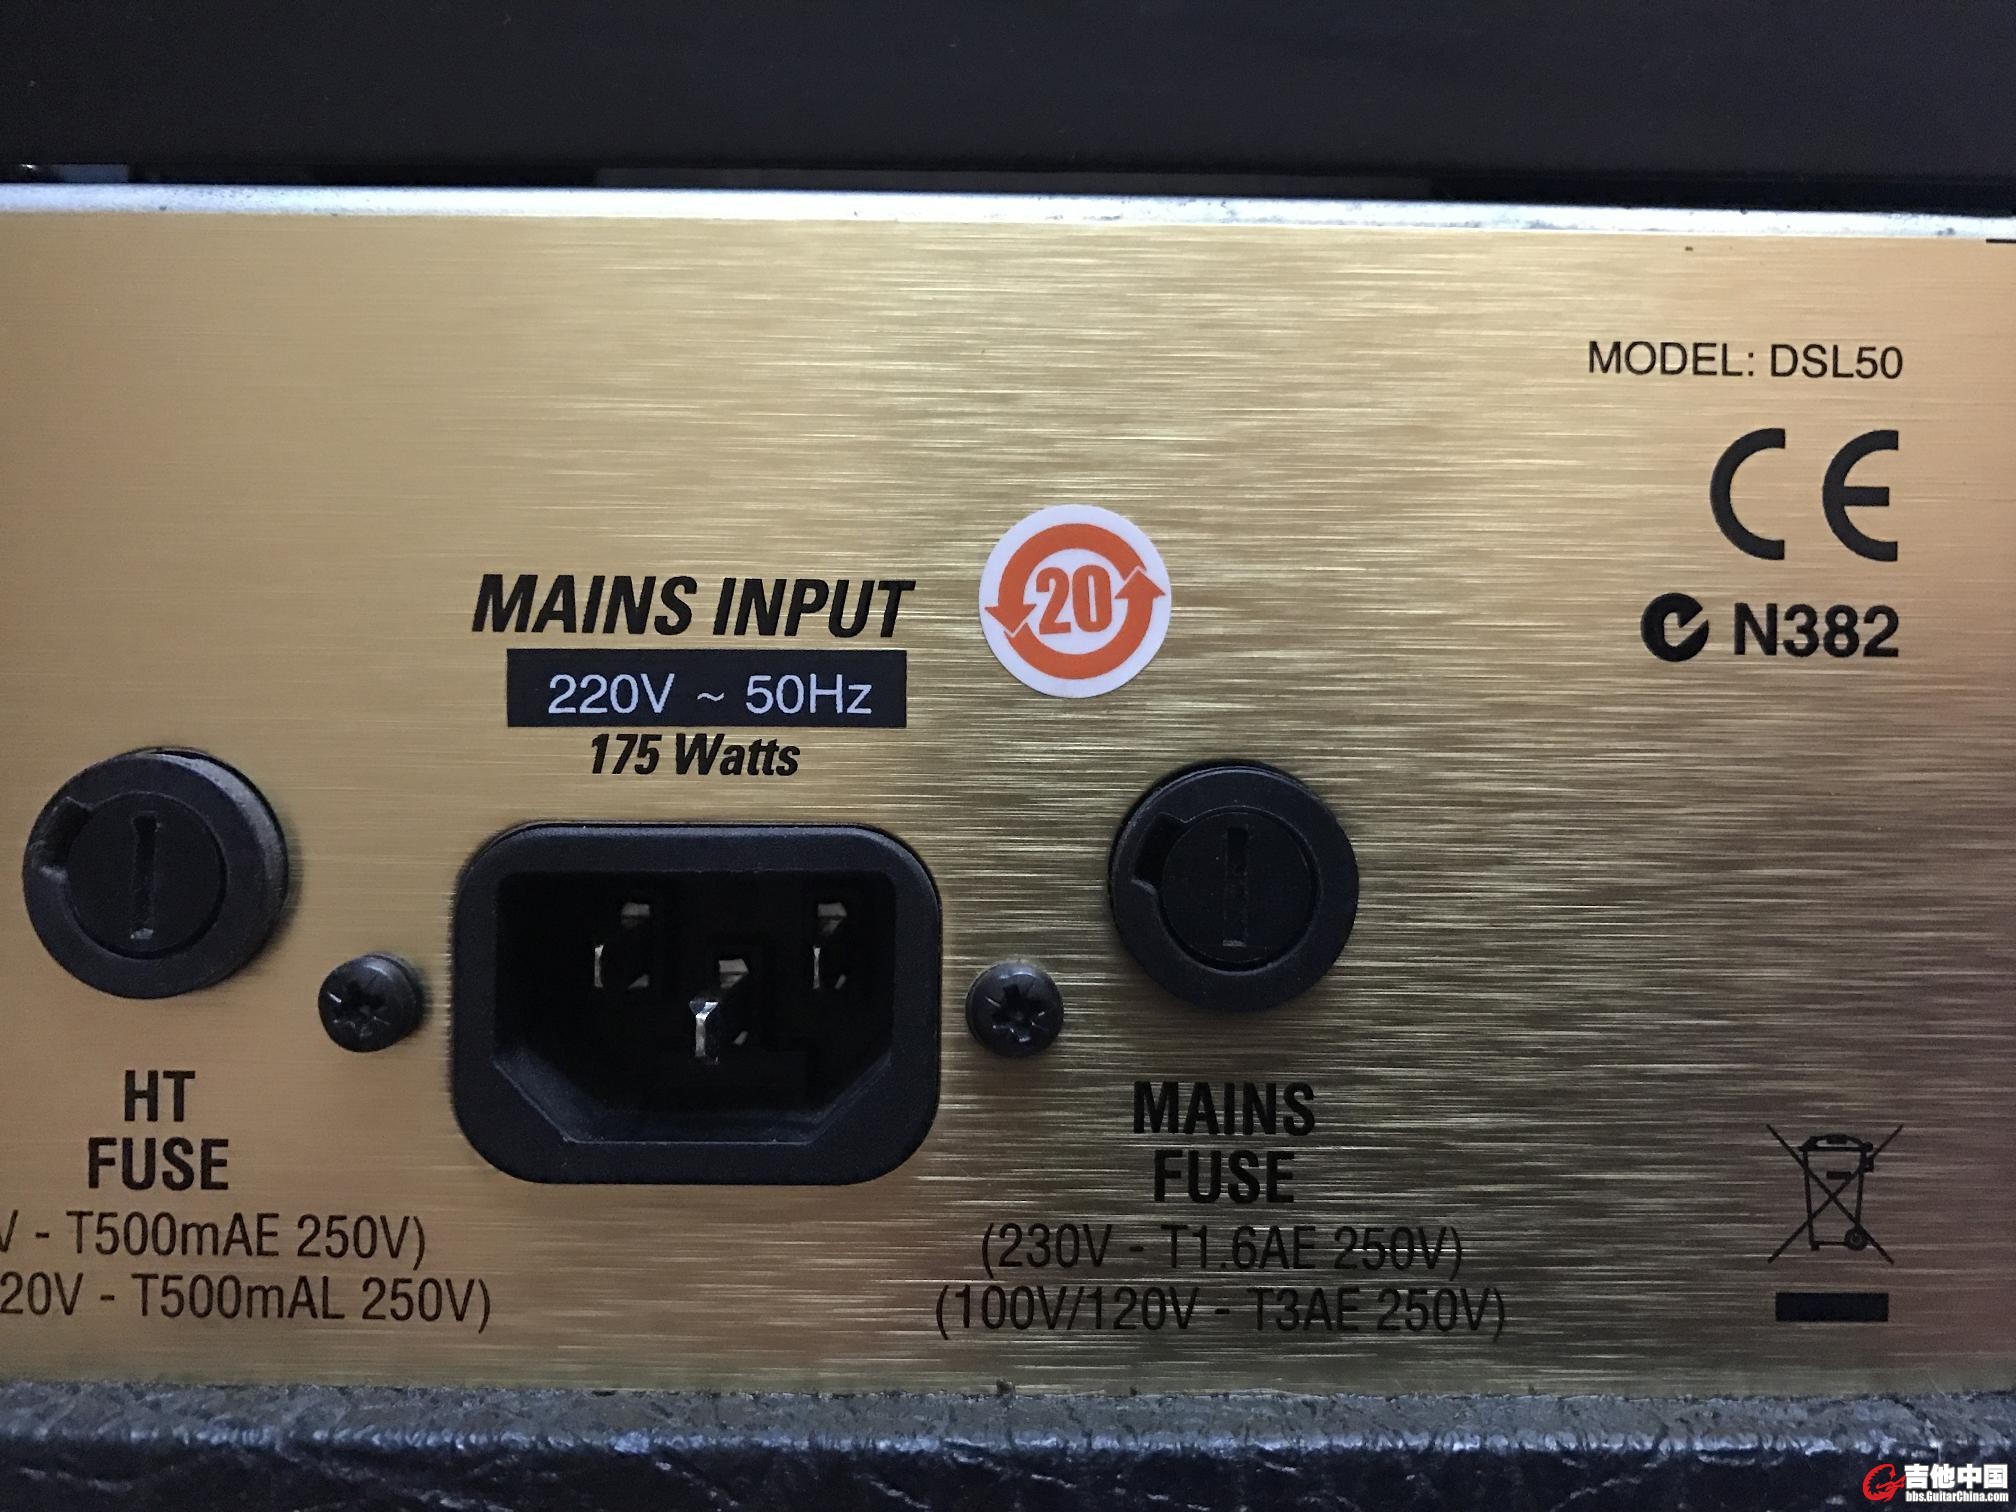 MODEL: DSL50
CE
N382
20
MAINS INPUT
220V ~ 50Hz
175 Watts
HT
FUSE
V - T500mAE 250V)
20V - T500mAL 250V)
MAINS
FUSE
(230V - T1.6AE 250V)
(100V/120V - T3AE 250V)
吉他中国
bbs.GuitarChina.com